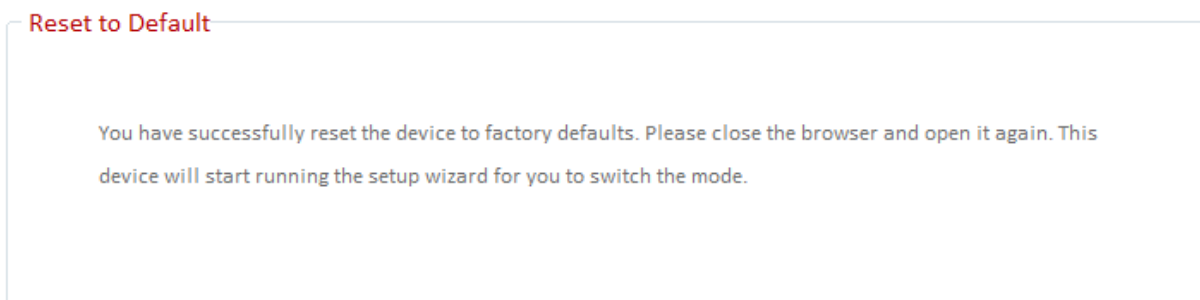 Reset to Default
You have successfully reset the device to factory defaults. Please close the browser and open it again. This
device will start running the setup wizard for you to switch the mode.